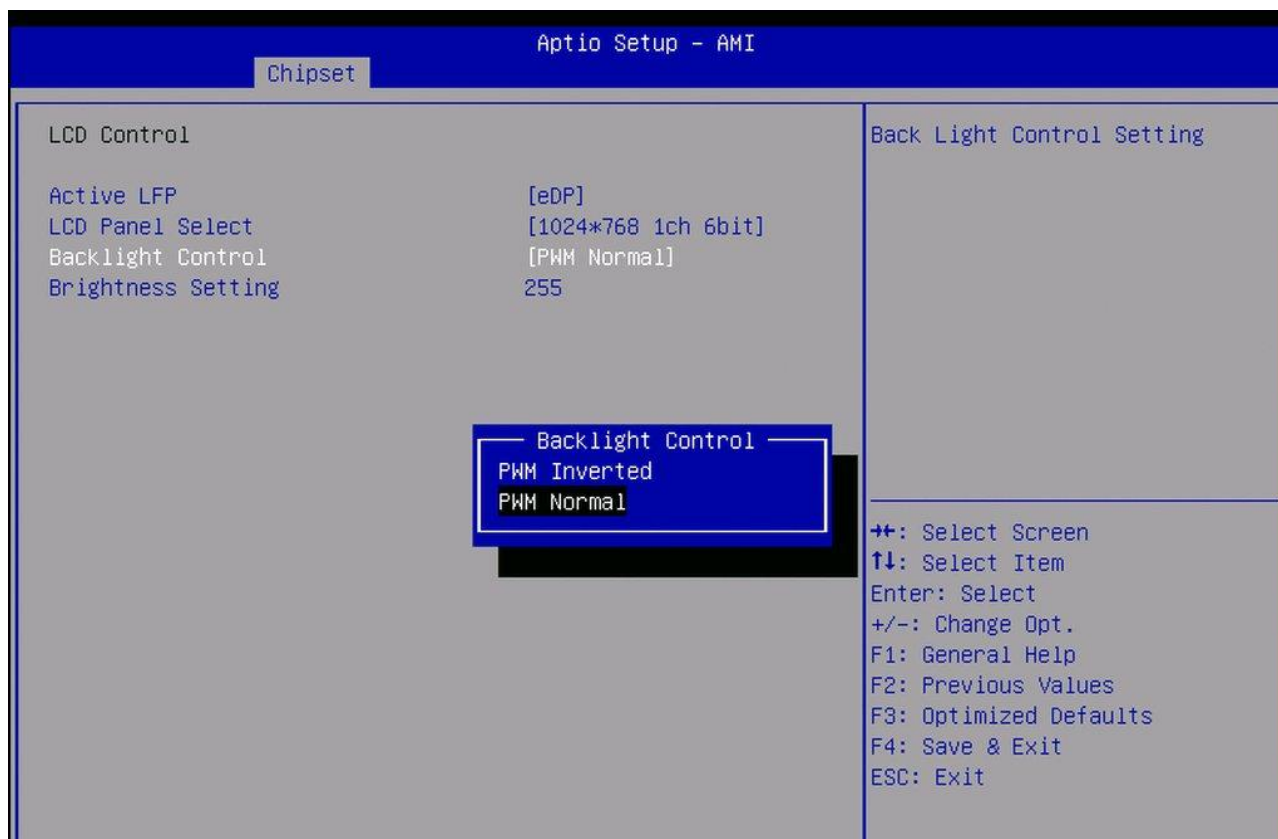 Aptio Setup – AMI
Chipset
LCD Control
Active LFP [eDP]
LCD Panel Select [1024*768 1ch 6bit]
Backlight Control [PWM Normal]
Brightness Setting 255
Backlight Control
PWM Inverted
PWM Normal
Back Light Control Setting
→←: Select Screen
↑↓: Select Item
Enter: Select
+/-: Change Opt.
F1: General Help
F2: Previous Values
F3: Optimized Defaults
F4: Save & Exit
ESC: Exit